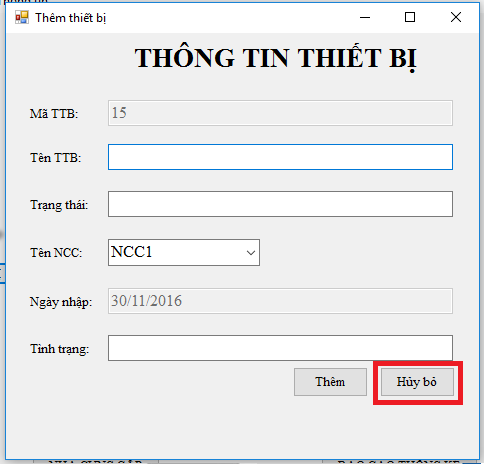 Thêm thiết bị
THÔNG TIN THIẾT BỊ
Mã TTB: 15
Tên TTB:
Trạng thái:
Tên NCC: NCC1
Ngày nhập: 30/11/2016
Tình trạng:
Thêm Hủy bỏ